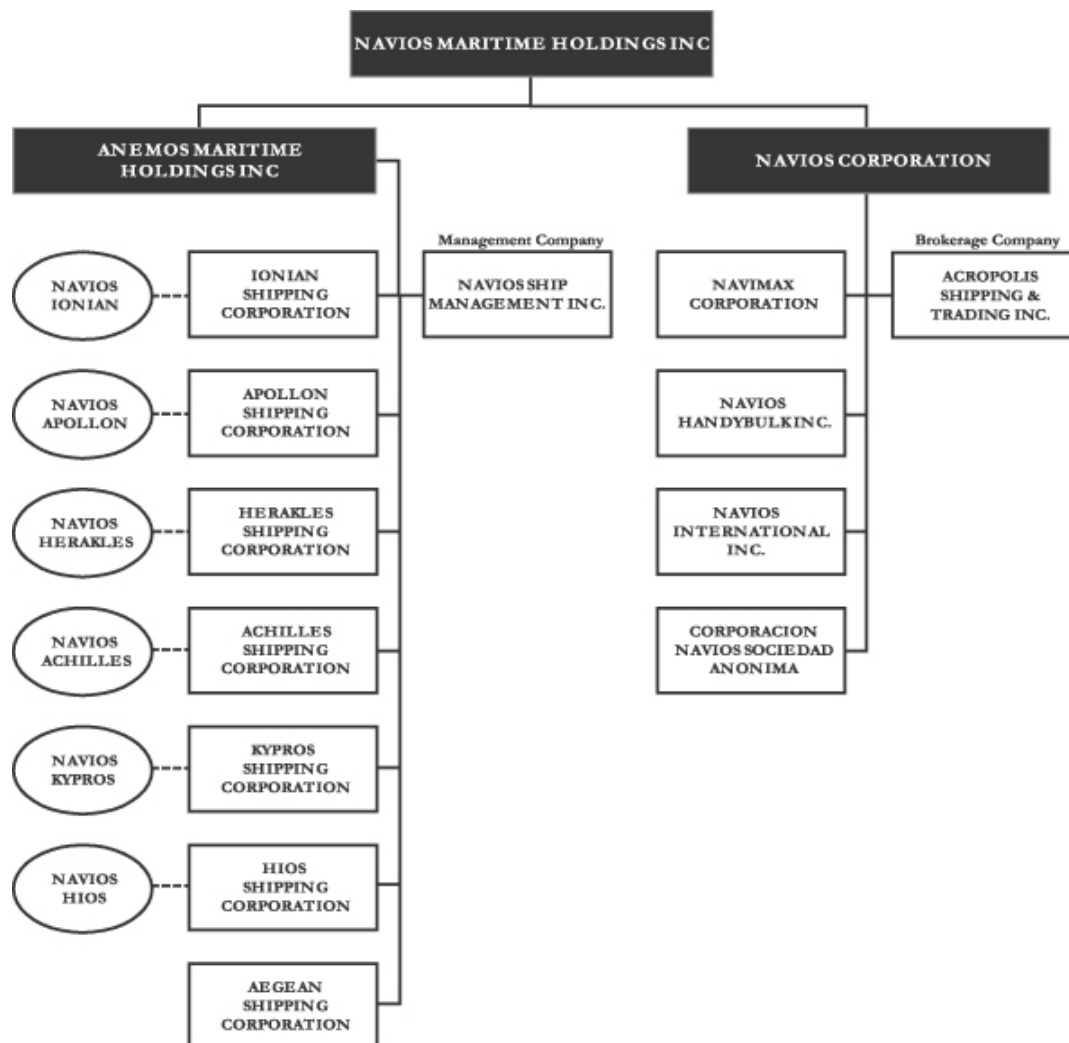 NAVIOS MARITIME HOLDINGS INC
ANEMOS MARITIME
HOLDINGS INC
NAVIOS CORPORATION
Management Company
Brokerage Company
NAVIOS
IONIAN
IONIAN
SHIPPING
CORPORATION
NAVIOS SHIP
MANAGEMENT INC.
NAVIMAX
CORPORATION
ACROPOLIS
SHIPPING &
TRADING INC.
NAVIOS
APOLLON
APOLLON
SHIPPING
CORPORATION
NAVIOS
HANDYBULK INC.
NAVIOS
HERAKLES
HERAKLES
SHIPPING
CORPORATION
NAVIOS
INTERNATIONAL
INC.
NAVIOS
ACHILLES
ACHILLES
SHIPPING
CORPORATION
CORPORACION
NAVIOS SOCIEDAD
ANONIMA
NAVIOS
KYPROS
KYPROS
SHIPPING
CORPORATION
NAVIOS
HIOS
HIOS
SHIPPING
CORPORATION
AEGEAN
SHIPPING
CORPORATION